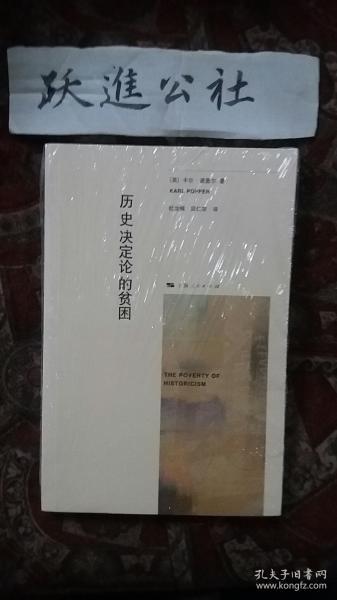 跃進公社
[英] 卡尔·波普尔 著
KARL POPPER
杜汝楫 邱仁宗 译
历史决定论的贫困
上海人民出版社
THE POVERTY OF
HISTORICISM
孔夫子旧书网
www.kongfz.com